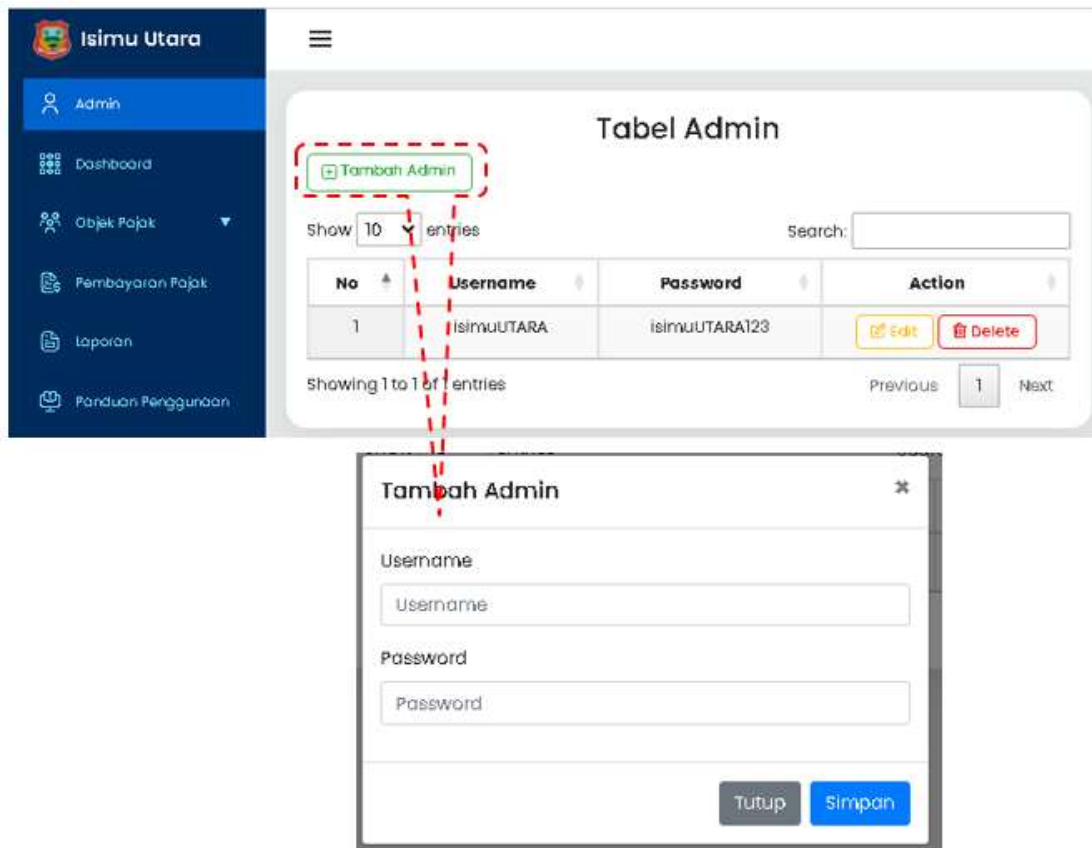 Isimu Utara
Admin
Dashboard
Objek Pajak
Pembayaran Pajak
Laporan
Panduan Penggunaan
Tabel Admin
Tambah Admin
Show 10 entries
Search:
No Username Password Action
1 isimuUTARA isimuUTARA123 Edit Delete
Showing 1 to 1 of 1 entries
Previous 1 Next
Tambah Admin
Username
Username
Password
Password
Tutup Simpan